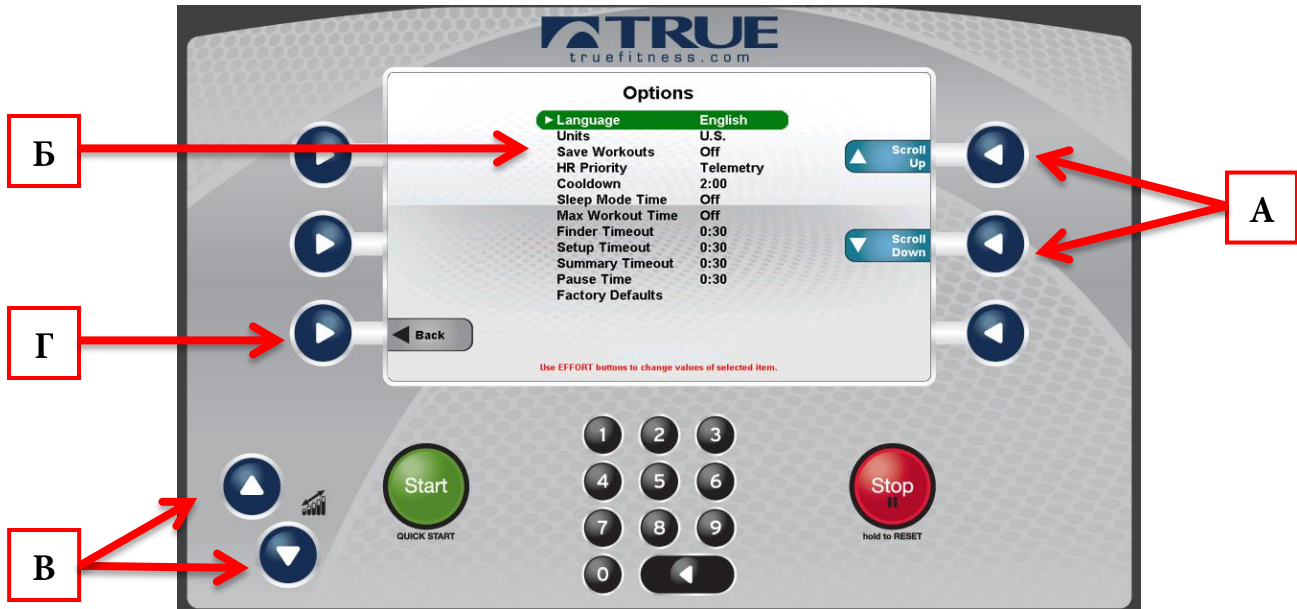 TRUE
truefitness.com
Options
Language English
Units U.S.
Save Workouts Off
HR Priority Telemetry
Cooldown 2:00
Sleep Mode Time Off
Max Workout Time Off
Finder Timeout 0:30
Setup Timeout 0:30
Summary Timeout 0:30
Pause Time 0:30
Factory Defaults
Scroll
Up
Scroll
Down
Back
Use EFFORT buttons to change values of selected item.
Б
А
Г
В
Start
QUICK START
1 2 3
4 5 6
7 8 9
0
Stop
hold to RESET